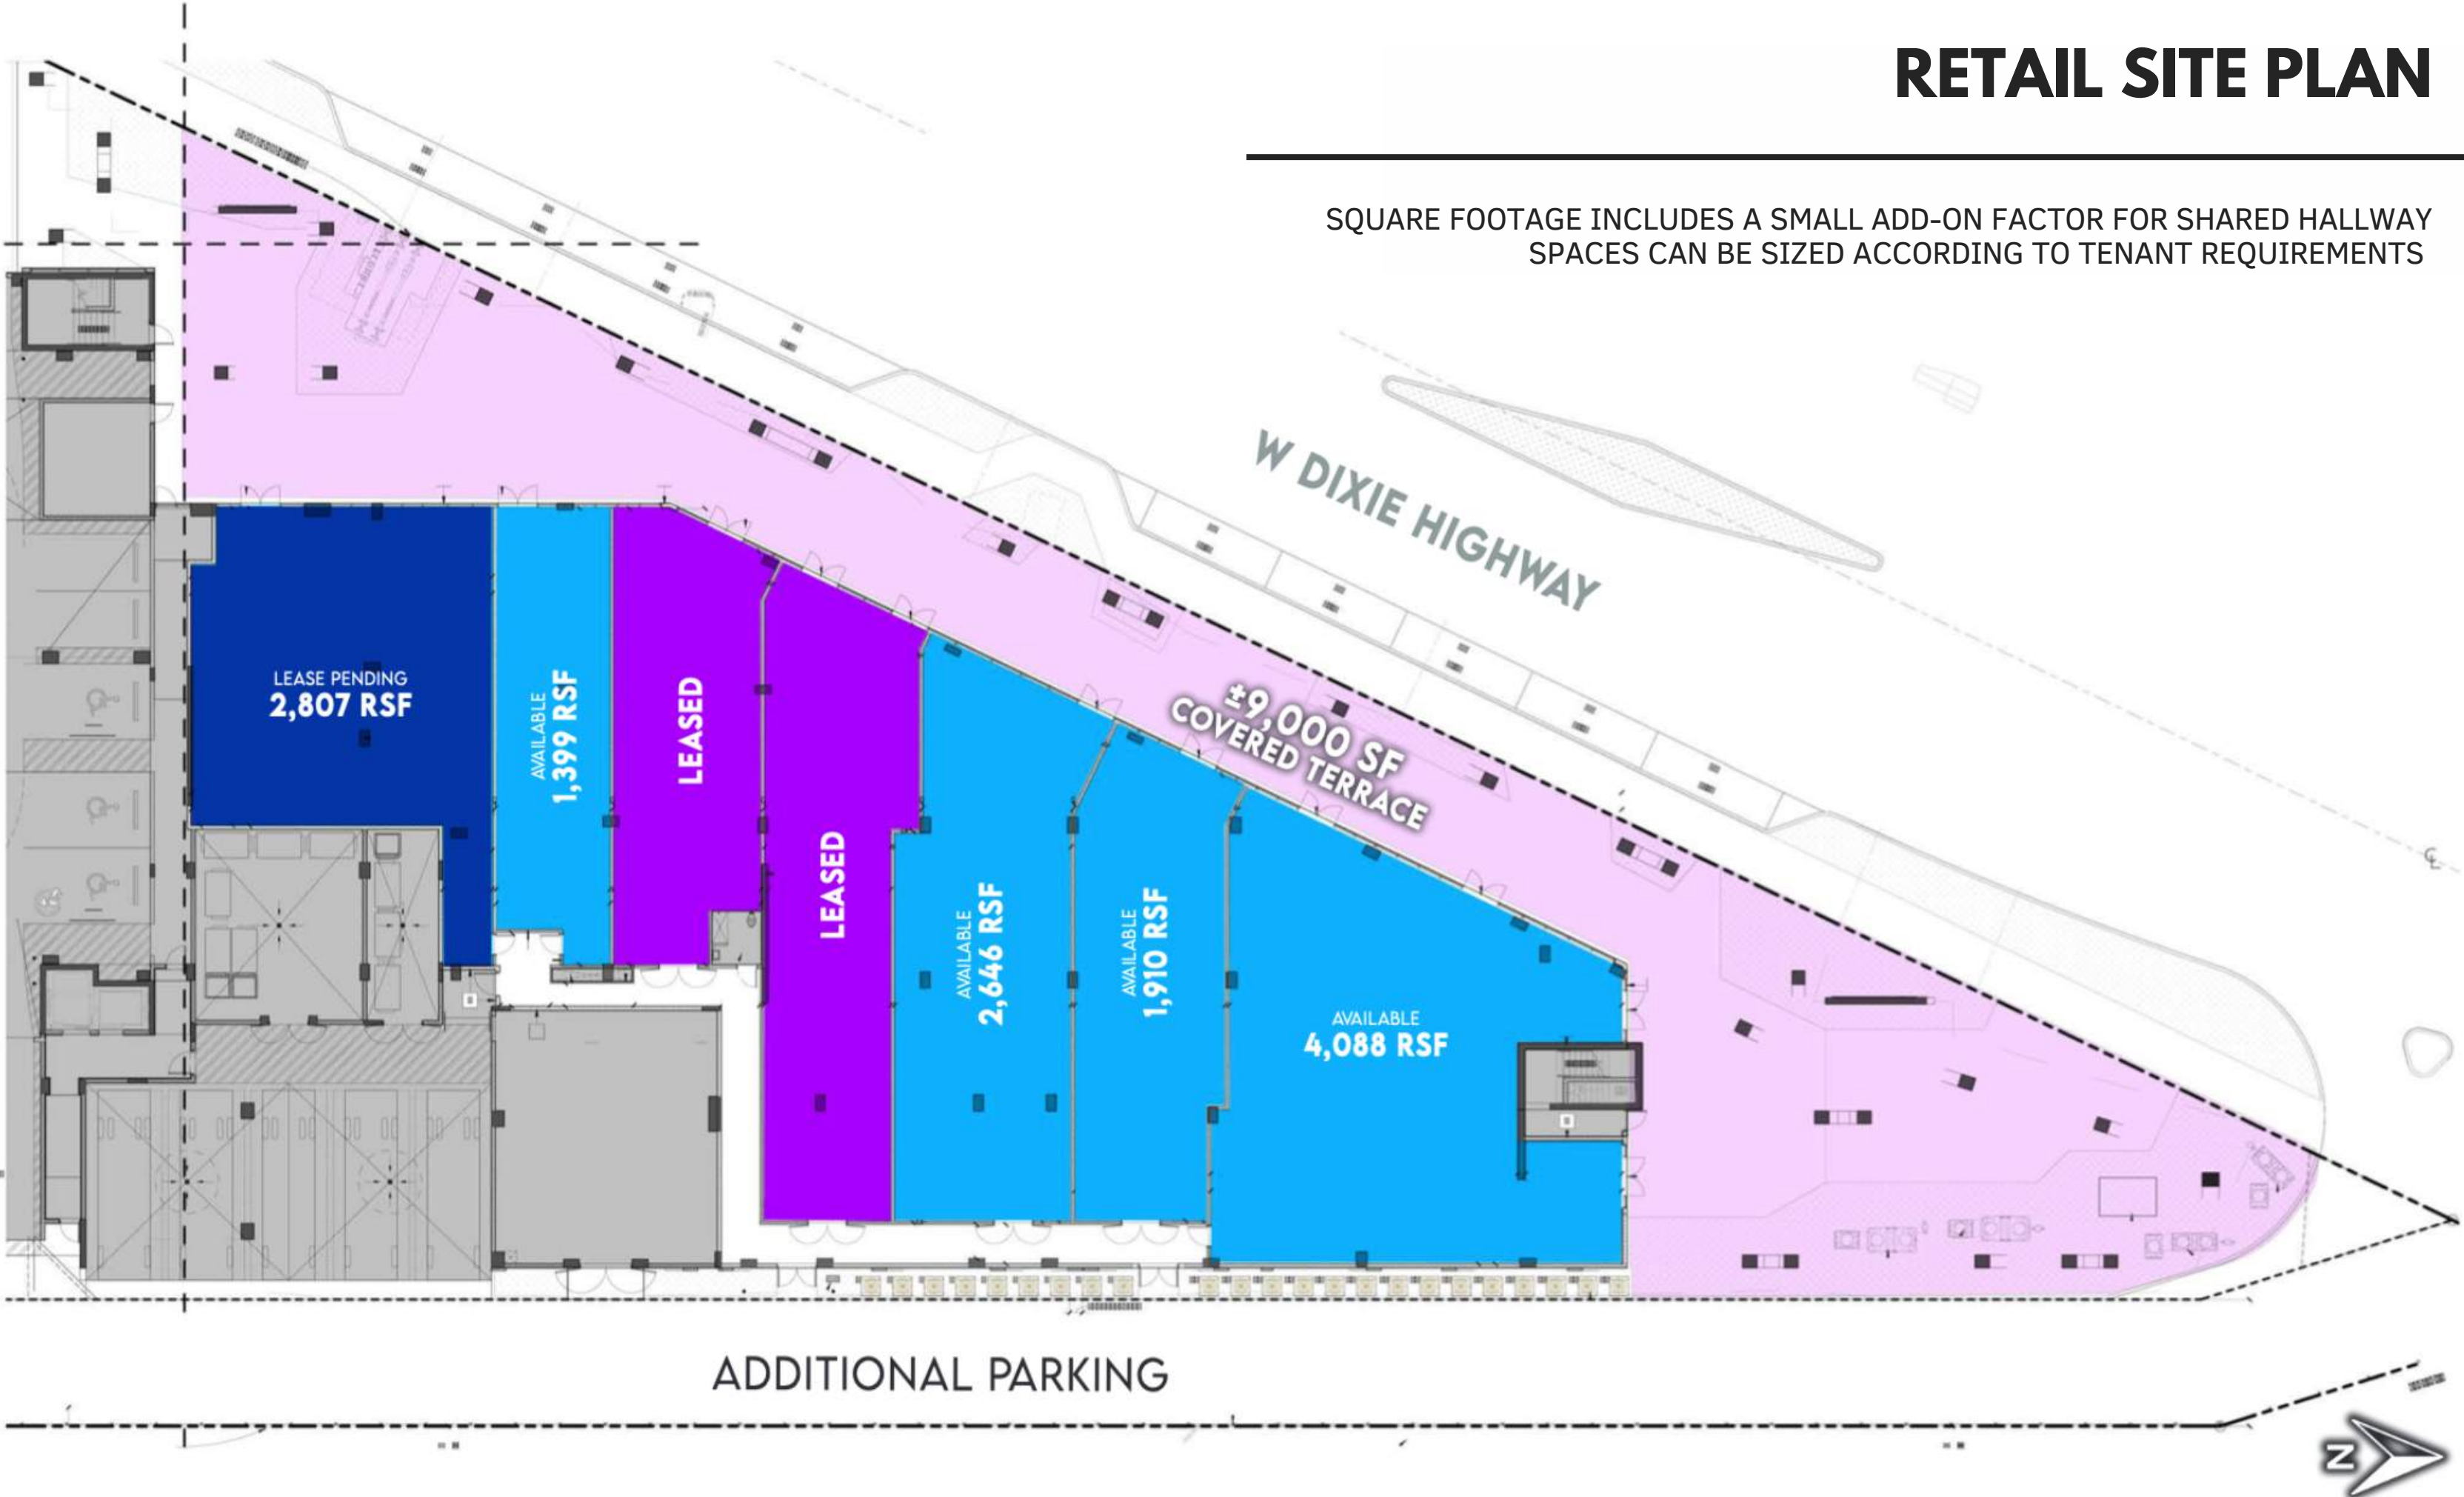 RETAIL SITE PLAN
SQUARE FOOTAGE INCLUDES A SMALL ADD-ON FACTOR FOR SHARED HALLWAY
SPACES CAN BE SIZED ACCORDING TO TENANT REQUIREMENTS
W DIXIE HIGHWAY
±9,000 SF
COVERED TERRACE
LEASE PENDING
2,807 RSF
AVAILABLE
1,399 RSF
LEASED
LEASED
AVAILABLE
2,646 RSF
AVAILABLE
1,910 RSF
AVAILABLE
4,088 RSF
ADDITIONAL PARKING
N